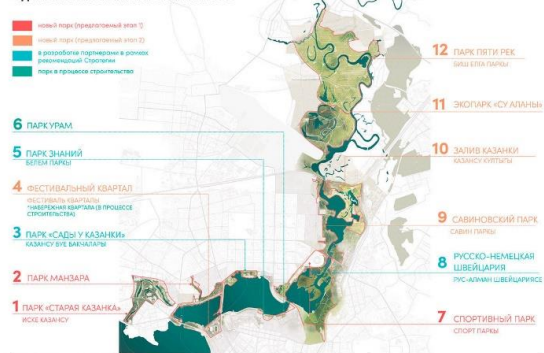 новый парк (предлагаемый этап 1)
новый парк (предлагаемый этап 2)
в разработке партнерами в рамках
рекомендаций Стратегии
парк в процессе строительства
6 ПАРК УРАМ
5 ПАРК ЗНАНИЙ
БЕЛЕМ ПАРКЫ
4 ФЕСТИВАЛЬНЫЙ КВАРТАЛ
ФЕСТИВАЛЬ КВАРТАЛЫ
*НАБЕРЕЖНАЯ КВАРТАЛА (В ПРОЦЕССЕ
СТРОИТЕЛЬСТВА)
3 ПАРК «САДЫ У КАЗАНКИ»
КАЗАНСУ БУЕ БАКЧАЛАРЫ
2 ПАРК МАНЗАРА
1 ПАРК «СТАРАЯ КАЗАНКА»
ИСКЕ КАЗАНСУ
12 ПАРК ПЯТИ РЕК
БИШ ЕЛГА ПАРКЫ
11 ЭКОПАРК «СУ АЛАНЫ»
10 ЗАЛИВ КАЗАНКИ
КАЗАНСУ КУЛТЫГЫ
9 САВИНОВСКИЙ ПАРК
САВИН ПАРКЫ
8 РУССКО-НЕМЕЦКАЯ
ШВЕЙЦАРИЯ
РУС-АЛМАН ШВЕЙЦАРИЯСЕ
7 СПОРТИВНЫЙ ПАРК
СПОРТ ПАРКЫ